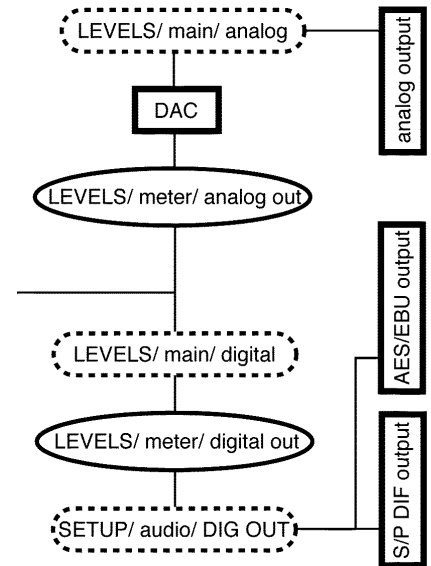 LEVELS/ main/ analog
analog output
DAC
LEVELS/ meter/ analog out
AES/EBU output
LEVELS/ main/ digital
LEVELS/ meter/ digital out
S/P DIF output
SETUP/ audio/ DIG OUT